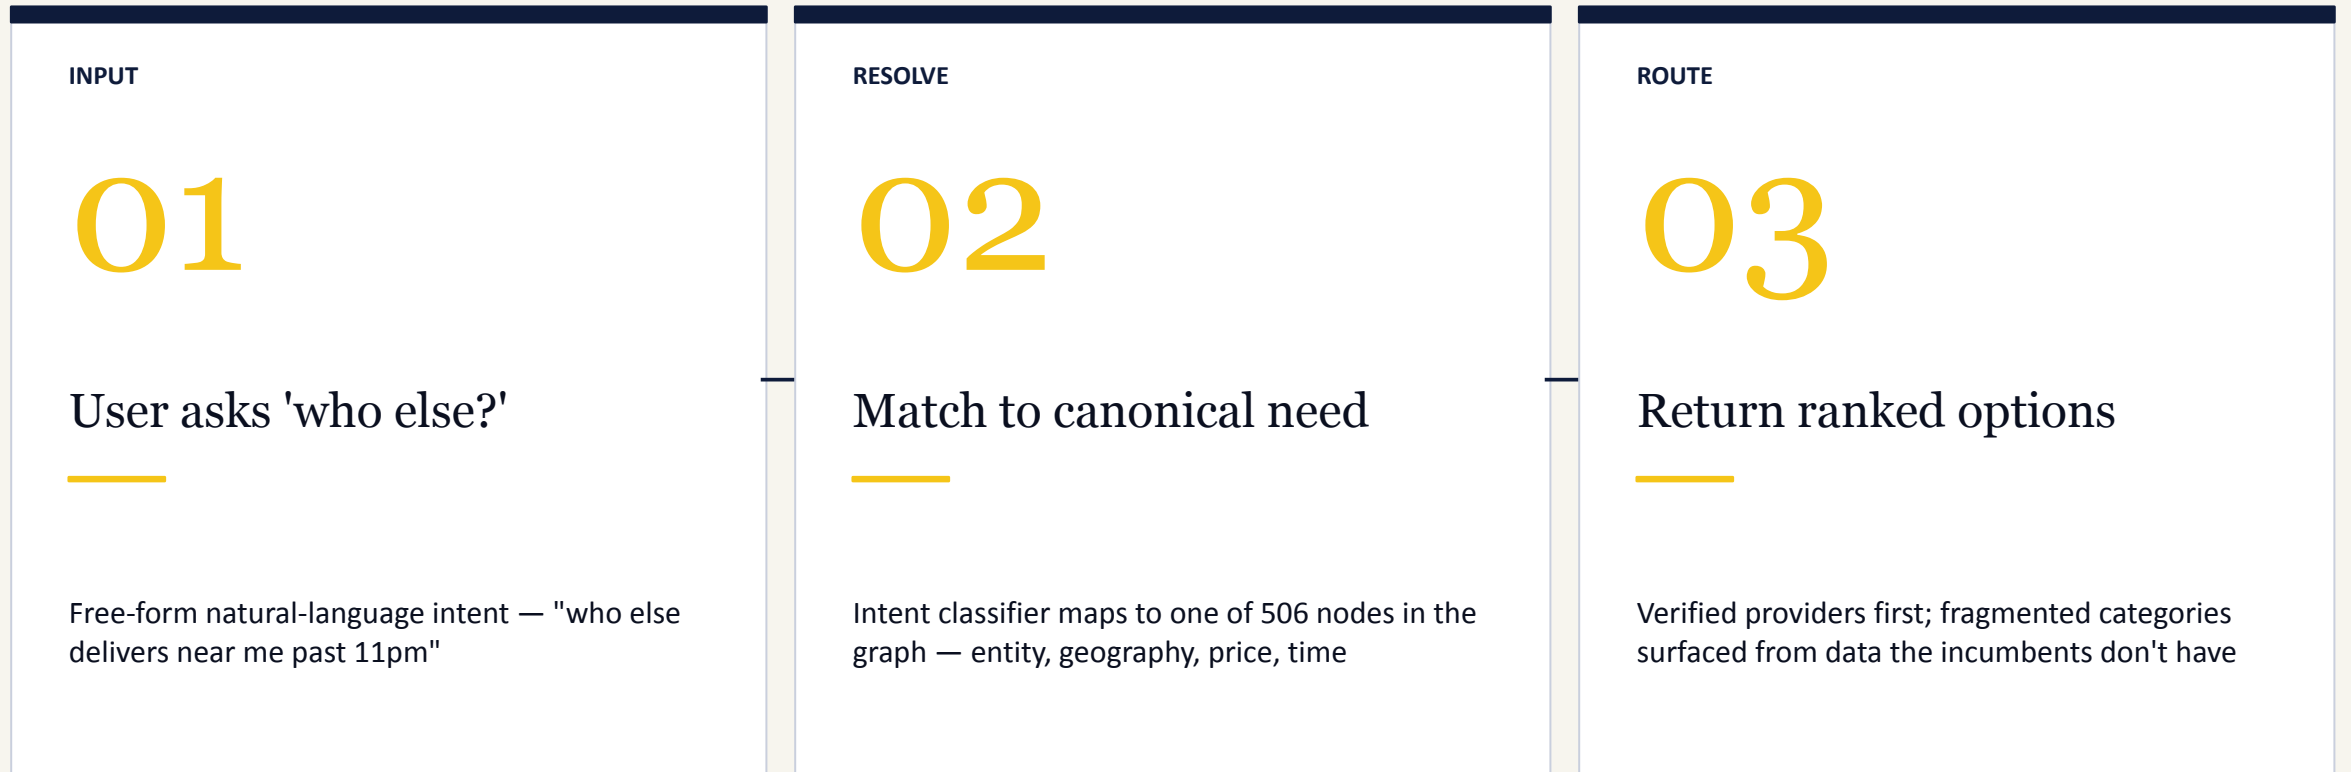 INPUT
01
User asks 'who else?'
Free-form natural-language intent — "who else
delivers near me past 11pm"
RESOLVE
02
Match to canonical need
Intent classifier maps to one of 506 nodes in the
graph — entity, geography, price, time
ROUTE
03
Return ranked options
Verified providers first; fragmented categories
surfaced from data the incumbents don't have